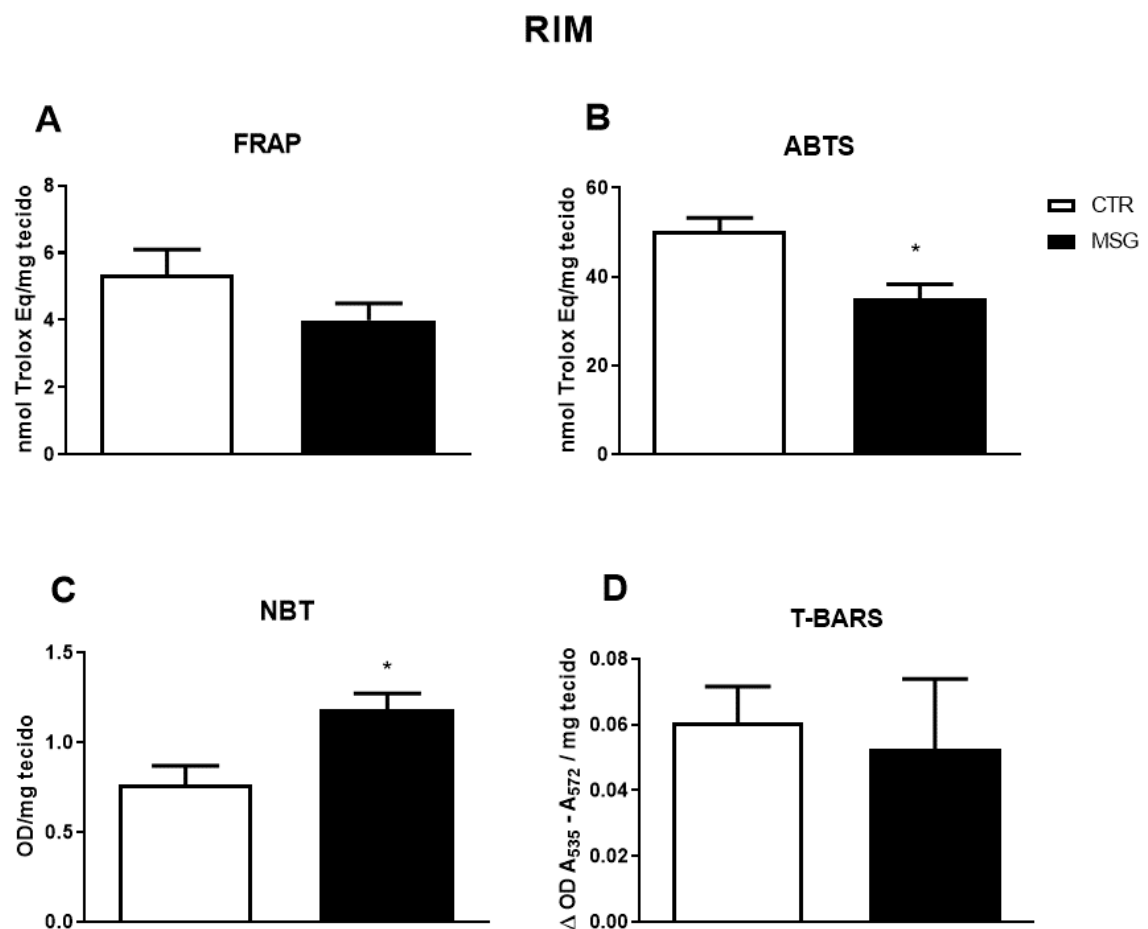 RIM
A
FRAP
nmol Trolox Eq/mg tecido
8
6
4
2
0
B
ABTS
nmol Trolox Eq/mg tecido
60
40
20
0
*
CTR
MSG
C
NBT
OD/mg tecido
1.5
1.0
0.5
0.0
*
D
T-BARS
Δ OD A535 - A572 / mg tecido
0.08
0.06
0.04
0.02
0.00